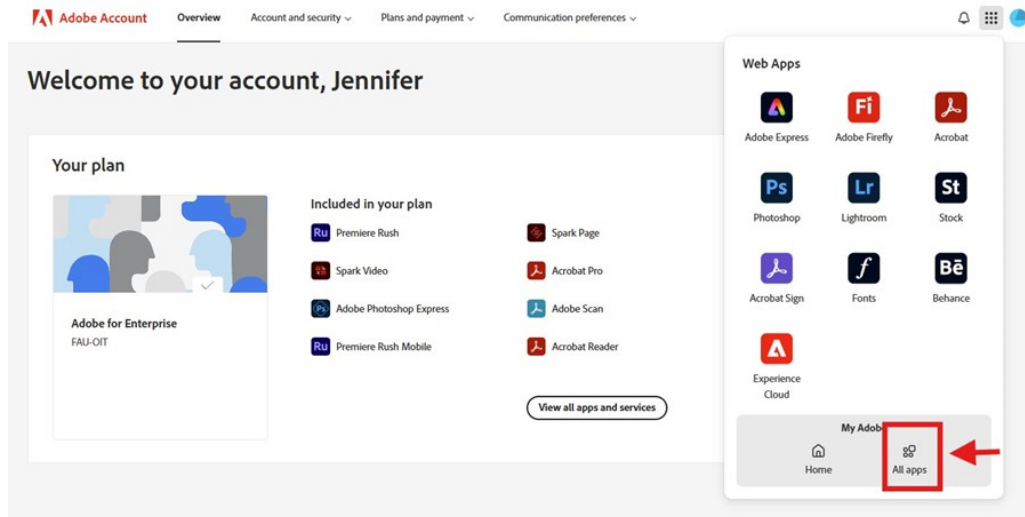 Adobe Account
Overview
Account and security
Plans and payment
Communication preferences
Welcome to your account, Jennifer
Your plan
Adobe for Enterprise
FAU-OIT
Included in your plan
Ru Premiere Rush
Spark Page
Spark Video
Acrobat Pro
Ps Adobe Photoshop Express
Adobe Scan
Ru Premiere Rush Mobile
Acrobat Reader
View all apps and services
Web Apps
Fi
Adobe Express Adobe Firefly Acrobat
Ps Lr St
Photoshop Lightroom Stock
f Bē
Acrobat Sign Fonts Behance
Experience
Cloud
My Adobe
Home All apps